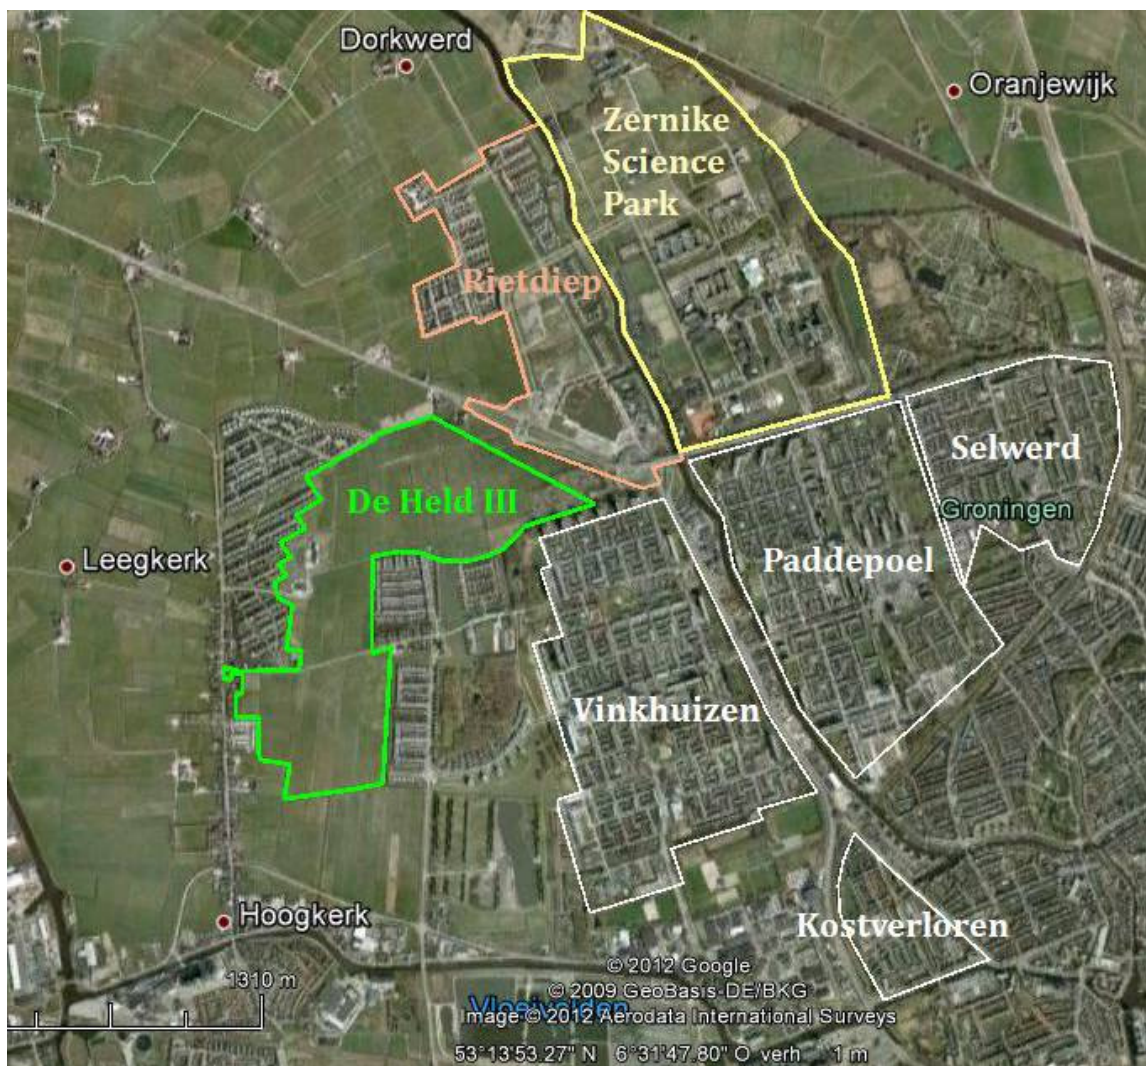 Dorkwerd
Oranjewijk
Zernike
Science
Park
Rietdiep
Selwerd
De Held III
Groningen
Leegkerk
Paddepoel
Vinkhuizen
Hoogkerk
Kostverloren
1310 m
© 2012 Google
© 2009 GeoBasis-DE/BKG
Vloeivelden
Image © 2012 Aerodata International Surveys
53°13'53.27" N 6°31'47.80" O verh 1 m